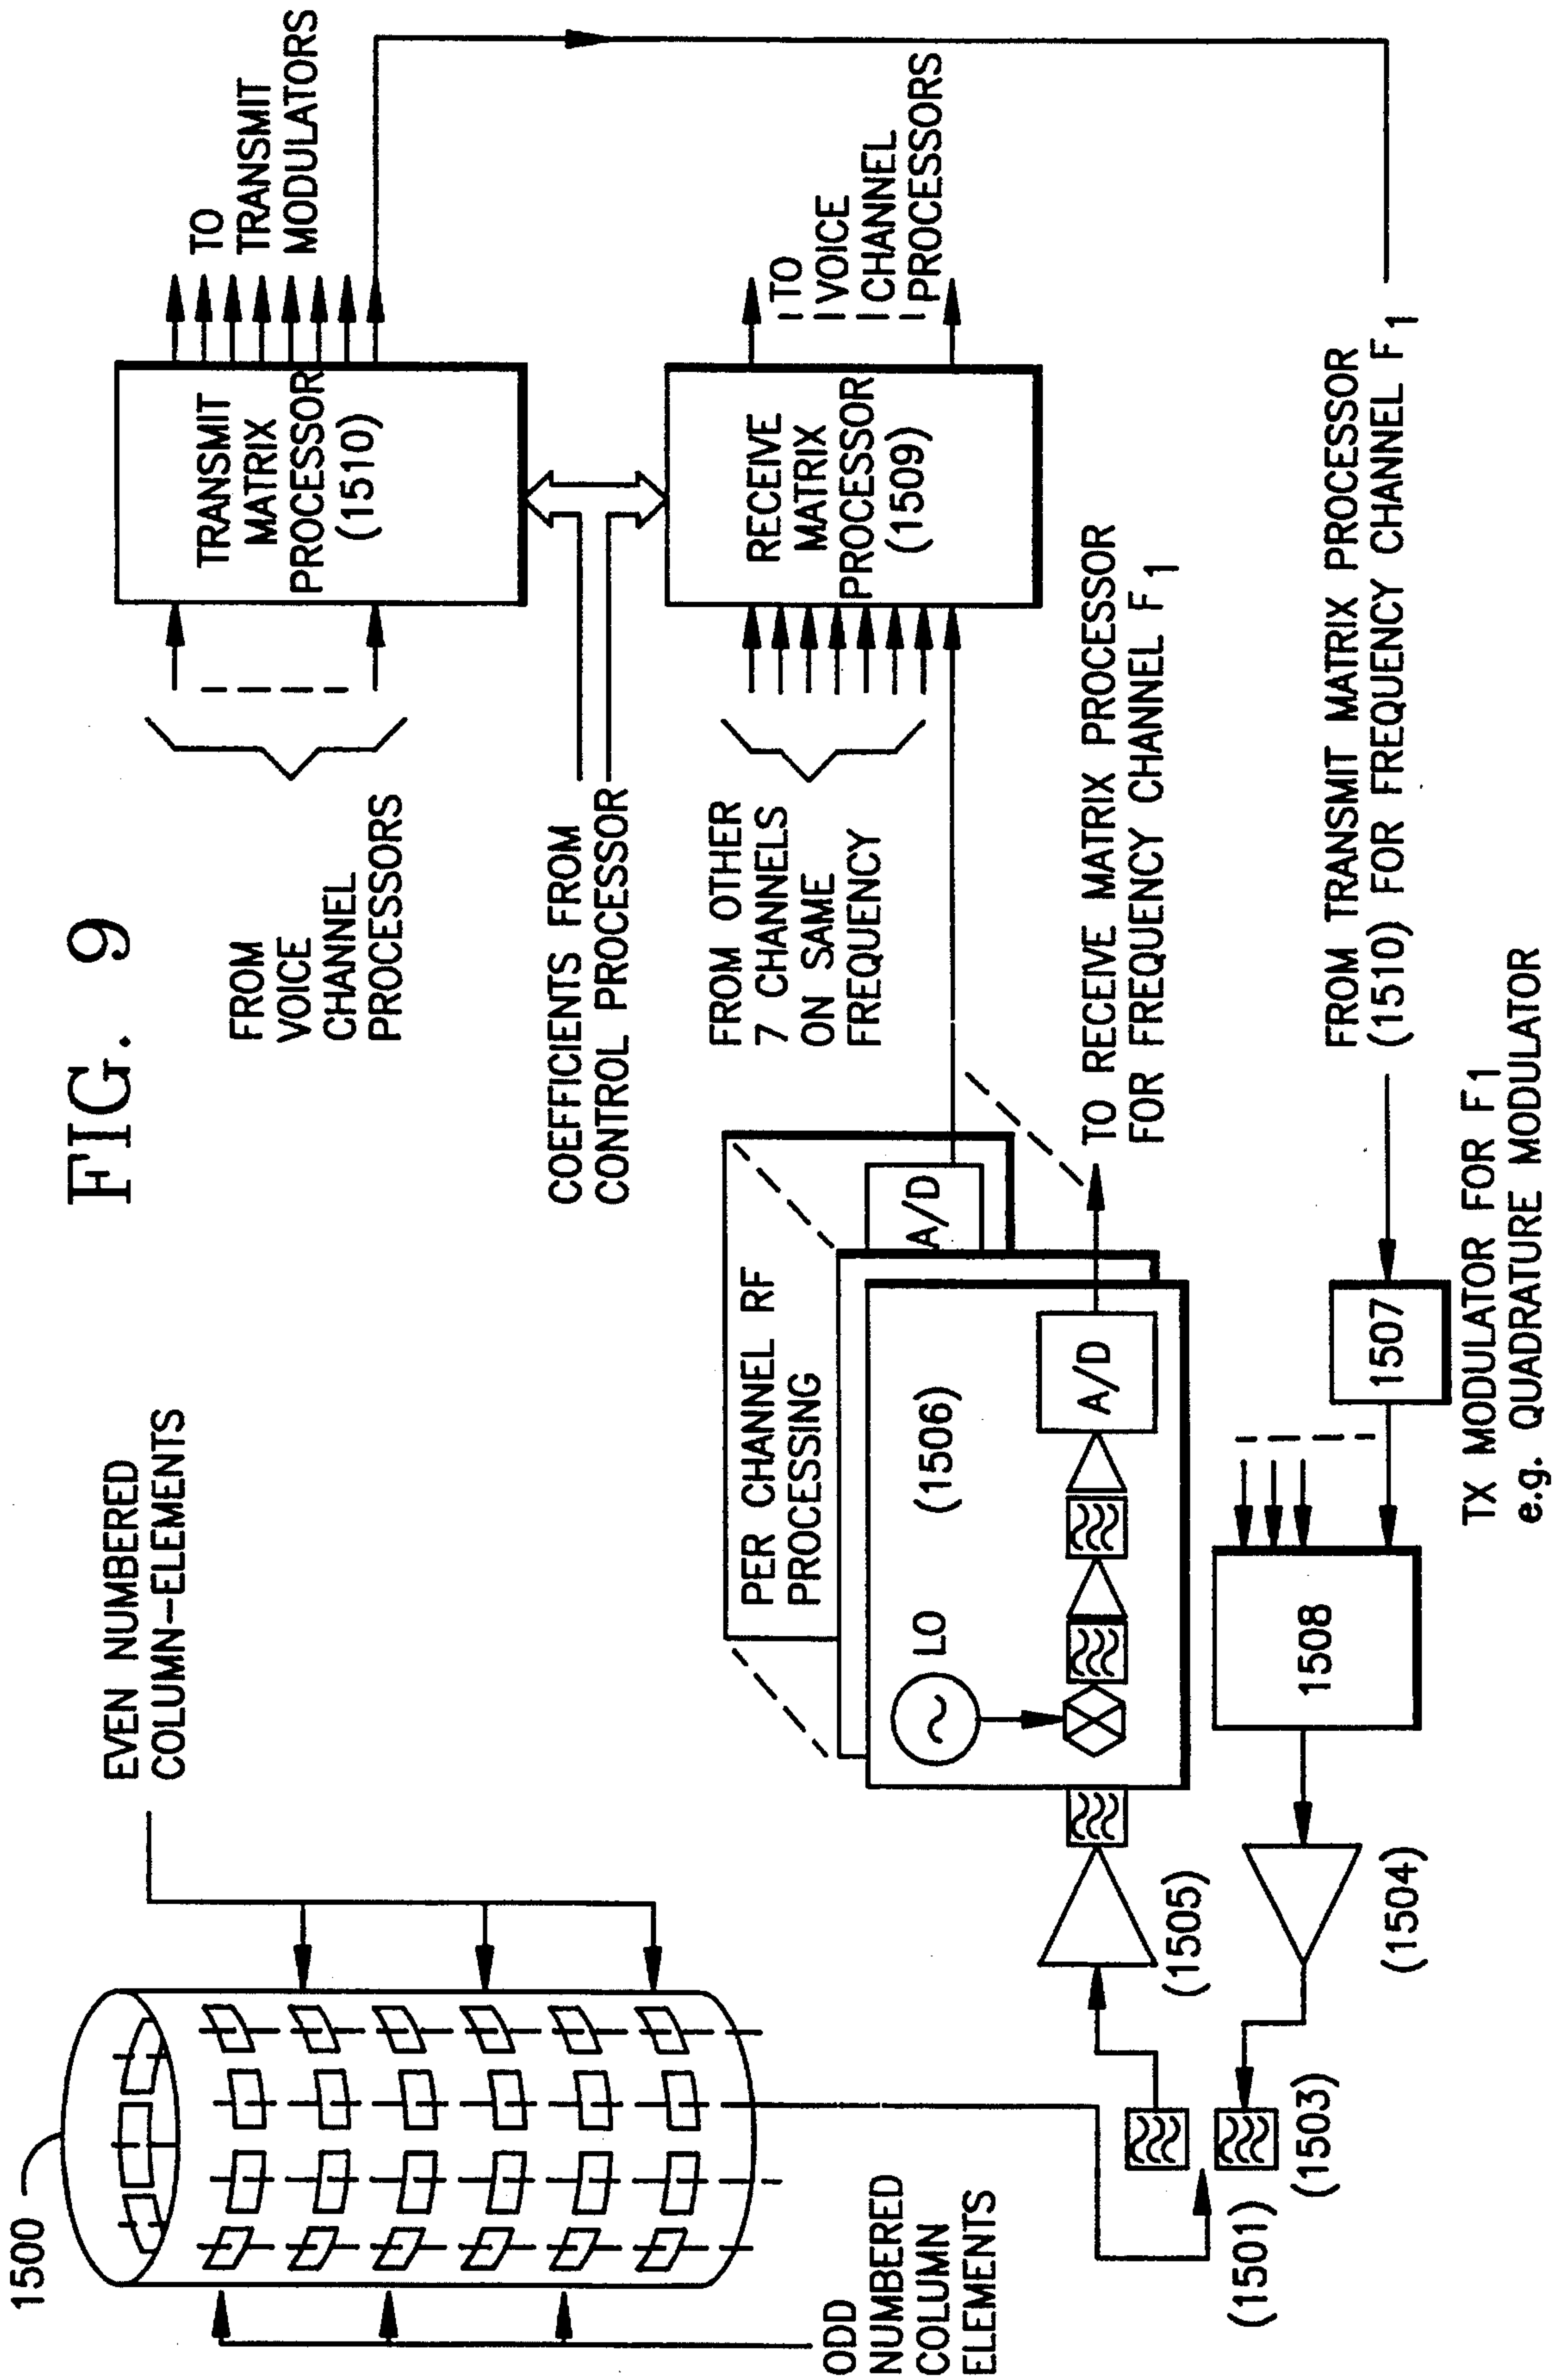 FIG. 9
1500
EVEN NUMBERED
COLUMN-ELEMENTS
ODD
NUMBERED
COLUMN
ELEMENTS
FROM
VOICE
CHANNEL
PROCESSORS
TRANSMIT
MATRIX
PROCESSOR
(1510)
TO
TRANSMIT
MODULATORS
COEFFICIENTS FROM
CONTROL PROCESSOR
FROM OTHER
7 CHANNELS
ON SAME
FREQUENCY
RECEIVE
MATRIX
PROCESSOR
(1509)
TO
VOICE
CHANNEL
PROCESSORS
PER CHANNEL RF
PROCESSING
A/D
LO
(1506)
A/D
TO RECEIVE MATRIX PROCESSOR
FOR FREQUENCY CHANNEL F1
(1505)
(1501)
(1503)
(1504)
1508
1507
FROM TRANSMIT MATRIX PROCESSOR
(1510) FOR FREQUENCY CHANNEL F1
TX MODULATOR FOR F1
e.g. QUADRATURE MODULATOR